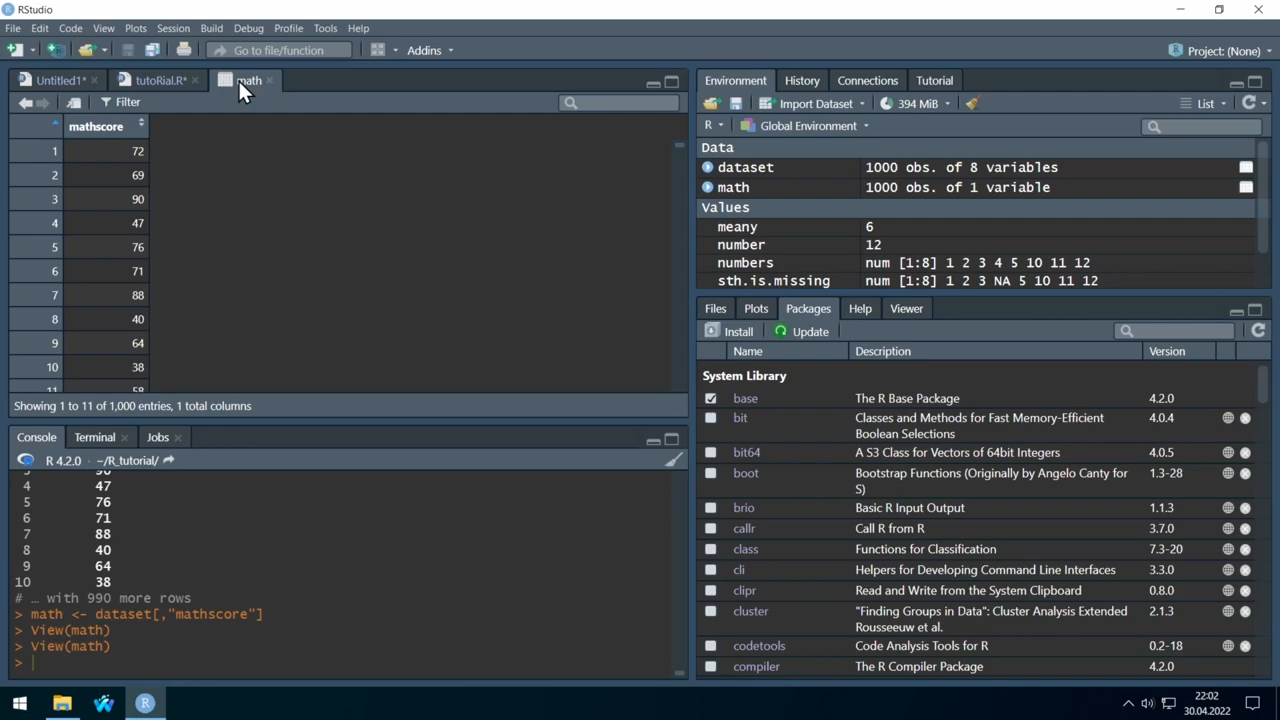 RStudio
File Edit Code View Plots Session Build Debug Profile Tools Help
Go to file/function Addins Project: (None)
Untitled1* tutoRial.R* math
Filter
mathscore
1 72
2 69
3 90
4 47
5 76
6 71
7 88
8 40
9 64
10 38
11 58
Showing 1 to 11 of 1,000 entries, 1 total columns
Console Terminal Jobs
R 4.2.0 · ~/R_tutorial/
3 90
4 47
5 76
6 71
7 88
8 40
9 64
10 38
# … with 990 more rows
> math <- dataset[,"mathscore"]
> View(math)
> View(math)
>
Environment History Connections Tutorial
Import Dataset 394 MiB List
R Global Environment
Data
dataset 1000 obs. of 8 variables
math 1000 obs. of 1 variable
Values
meany 6
number 12
numbers num [1:8] 1 2 3 4 5 10 11 12
sth.is.missing num [1:8] 1 2 3 NA 5 10 11 12
Files Plots Packages Help Viewer
Install Update
Name Description Version
System Library
base The R Base Package 4.2.0
bit Classes and Methods for Fast Memory-Efficient 4.0.4
Boolean Selections
bit64 A S3 Class for Vectors of 64bit Integers 4.0.5
boot Bootstrap Functions (Originally by Angelo Canty for 1.3-28
S)
brio Basic R Input Output 1.1.3
callr Call R from R 3.7.0
class Functions for Classification 7.3-20
cli Helpers for Developing Command Line Interfaces 3.3.0
clipr Read and Write from the System Clipboard 0.8.0
cluster "Finding Groups in Data": Cluster Analysis Extended 2.1.3
Rousseeuw et al.
codetools Code Analysis Tools for R 0.2-18
compiler The R Compiler Package 4.2.0
22:02
30.04.2022